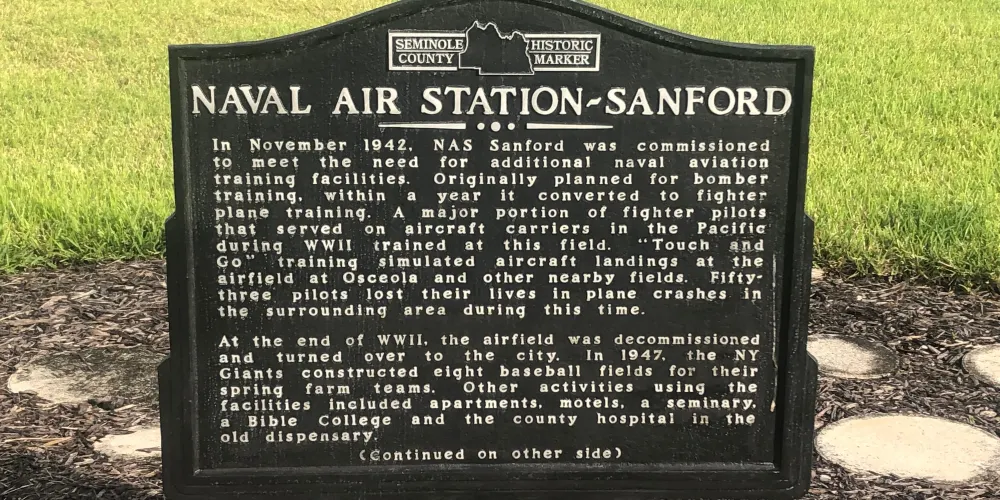 SEMINOLE COUNTY HISTORIC MARKER
NAVAL AIR STATION-SANFORD
In November 1942, NAS Sanford was commissioned
to meet the need for additional naval aviation
training facilities. Originally planned for bomber
training, within a year it converted to fighter
plane training. A major portion of fighter pilots
that served on aircraft carriers in the Pacific
during WWII trained at this field. "Touch and
Go" training simulated aircraft landings at the
airfield at Osceola and other nearby fields. Fifty-
three pilots lost their lives in plane crashes in
the surrounding area during this time.
At the end of WWII, the airfield was decommissioned
and turned over to the city. In 1947, the NY
Giants constructed eight baseball fields for their
spring farm teams. Other activities using the
facilities included apartments, motels, a seminary,
a Bible College and the county hospital in the
old dispensary.
(Continued on other side)